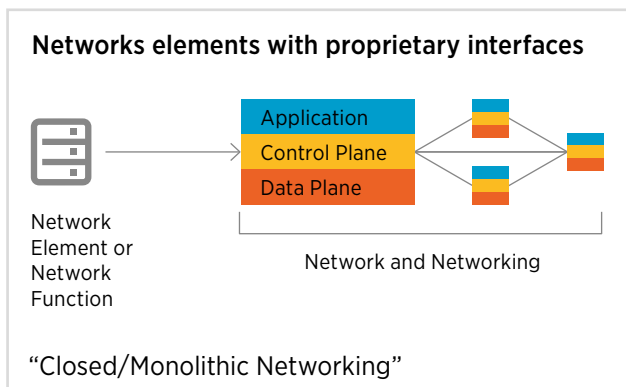 Networks elements with proprietary interfaces
Application
Control Plane
Data Plane
Network
Element or
Network
Function
Network and Networking
“Closed/Monolithic Networking”